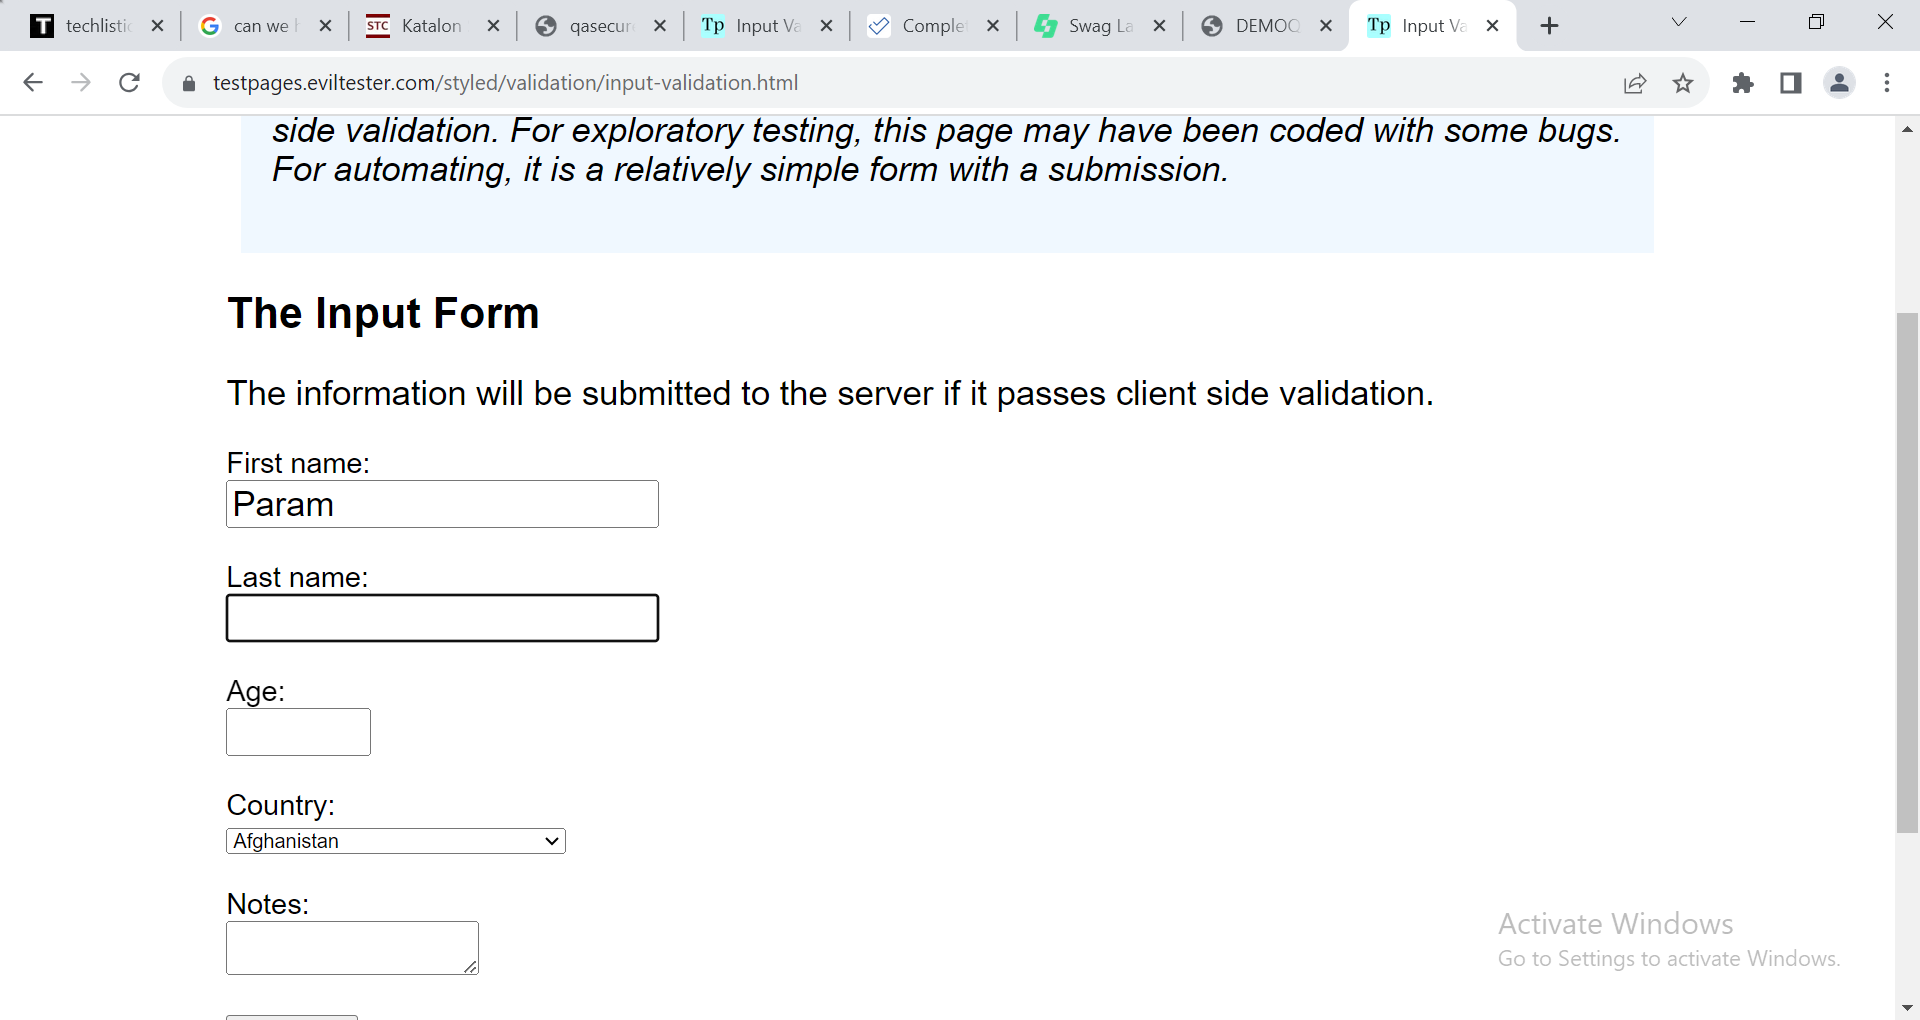 T techlistic
can we h
STC Katalon
qasecure
Tp Input Va
Complet
Swag La
DEMOQ
Tp Input Va
testpages.eviltester.com/styled/validation/input-validation.html
side validation. For exploratory testing, this page may have been coded with some bugs.
For automating, it is a relatively simple form with a submission.
The Input Form
The information will be submitted to the server if it passes client side validation.
First name:
Param
Last name:
Age:
Country:
Afghanistan
Notes:
Activate Windows
Go to Settings to activate Windows.